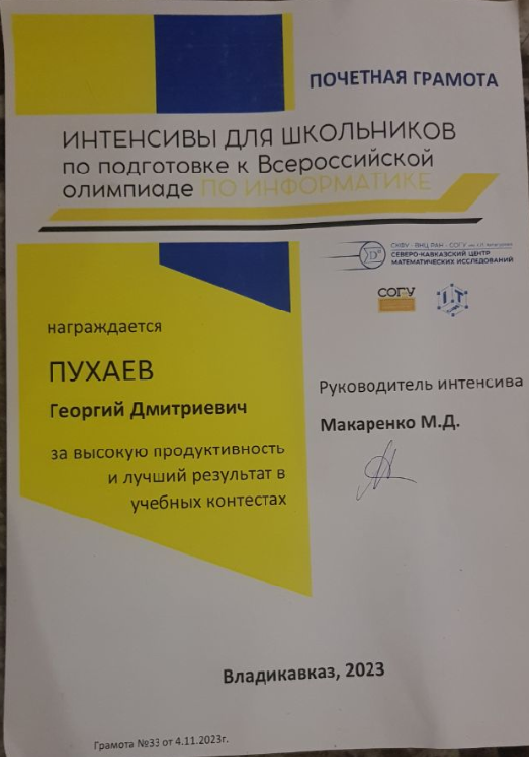 ПОЧЕТНАЯ ГРАМОТА
ИНТЕНСИВЫ ДЛЯ ШКОЛЬНИКОВ
по подготовке к Всероссийской
олимпиаде ПО ИНФОРМАТИКЕ
СКФУ - ВНЦ РАН - СОГУ
СЕВЕРО-КАВКАЗСКИЙ ЦЕНТР
МАТЕМАТИЧЕСКИХ ИССЛЕДОВАНИЙ
СОГУ
I.T
награждается
ПУХАЕВ
Георгий Дмитриевич
за высокую продуктивность
и лучший результат в
учебных контестах
Руководитель интенсива
Макаренко М.Д.
Владикавказ, 2023
Грамота №33 от 4.11.2023г.